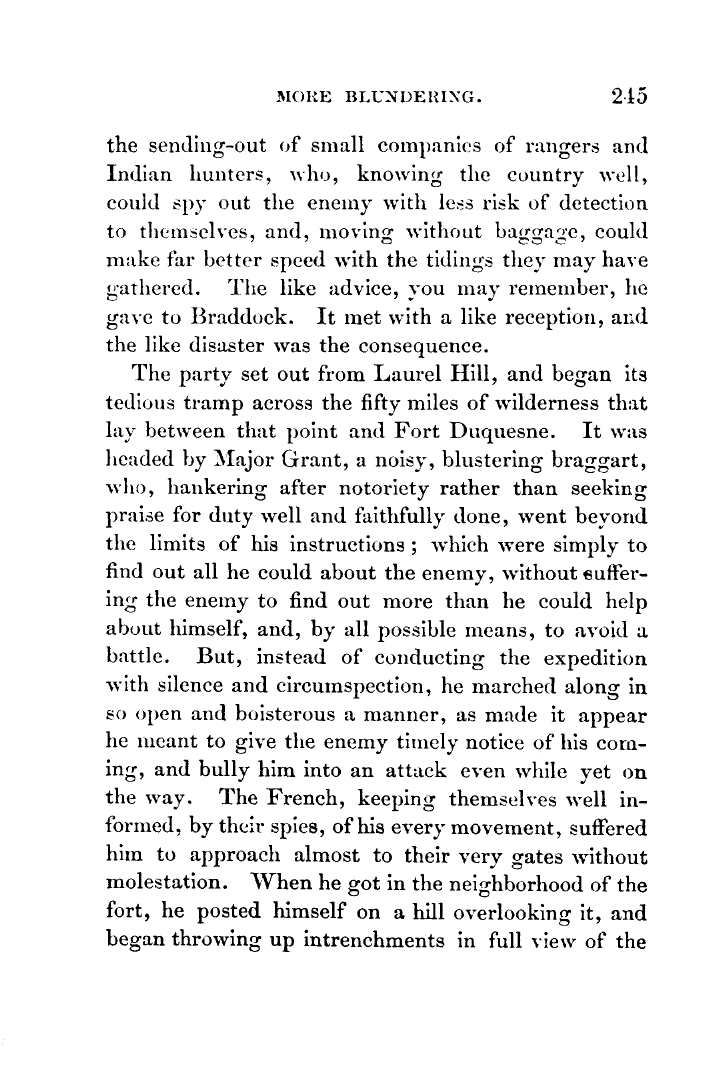 MORE BLUNDERING. 245
the sending-out of small companies of rangers and
Indian hunters, who, knowing the country well,
could spy out the enemy with less risk of detection
to themselves, and, moving without baggage, could
make far better speed with the tidings they may have
gathered. The like advice, you may remember, he
gave to Braddock. It met with a like reception, and
the like disaster was the consequence.
The party set out from Laurel Hill, and began its
tedious tramp across the fifty miles of wilderness that
lay between that point and Fort Duquesne. It was
headed by Major Grant, a noisy, blustering braggart,
who, hankering after notoriety rather than seeking
praise for duty well and faithfully done, went beyond
the limits of his instructions; which were simply to
find out all he could about the enemy, without suffer-
ing the enemy to find out more than he could help
about himself, and, by all possible means, to avoid a
battle. But, instead of conducting the expedition
with silence and circumspection, he marched along in
so open and boisterous a manner, as made it appear
he meant to give the enemy timely notice of his com-
ing, and bully him into an attack even while yet on
the way. The French, keeping themselves well in-
formed, by their spies, of his every movement, suffered
him to approach almost to their very gates without
molestation. When he got in the neighborhood of the
fort, he posted himself on a hill overlooking it, and
began throwing up intrenchments in full view of the